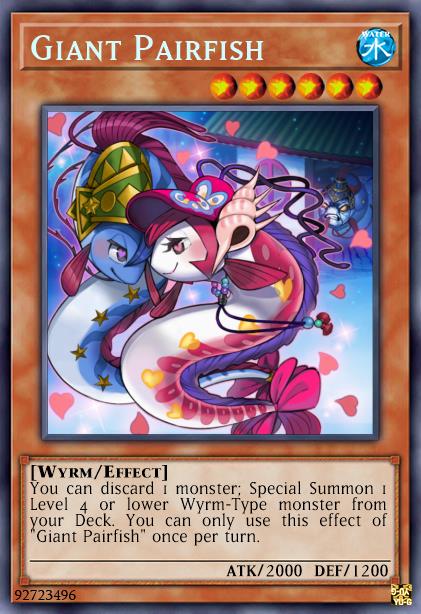 Giant Pairfish
WATER
水
[Wyrm/Effect]
You can discard 1 monster; Special Summon 1
Level 4 or lower Wyrm-Type monster from
your Deck. You can only use this effect of
"Giant Pairfish" once per turn.
ATK/2000 DEF/1200
92723496